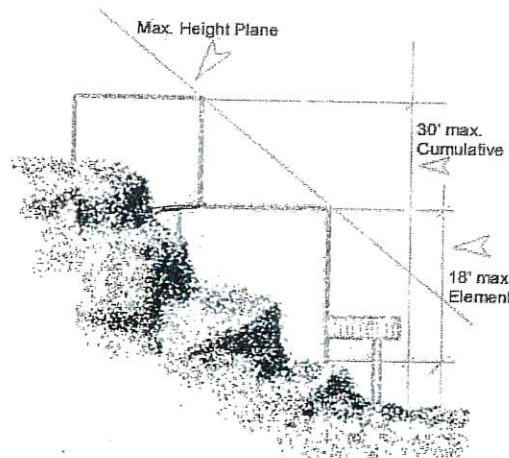 Max. Height Plane
30' max.
Cumulative
18' max
Element